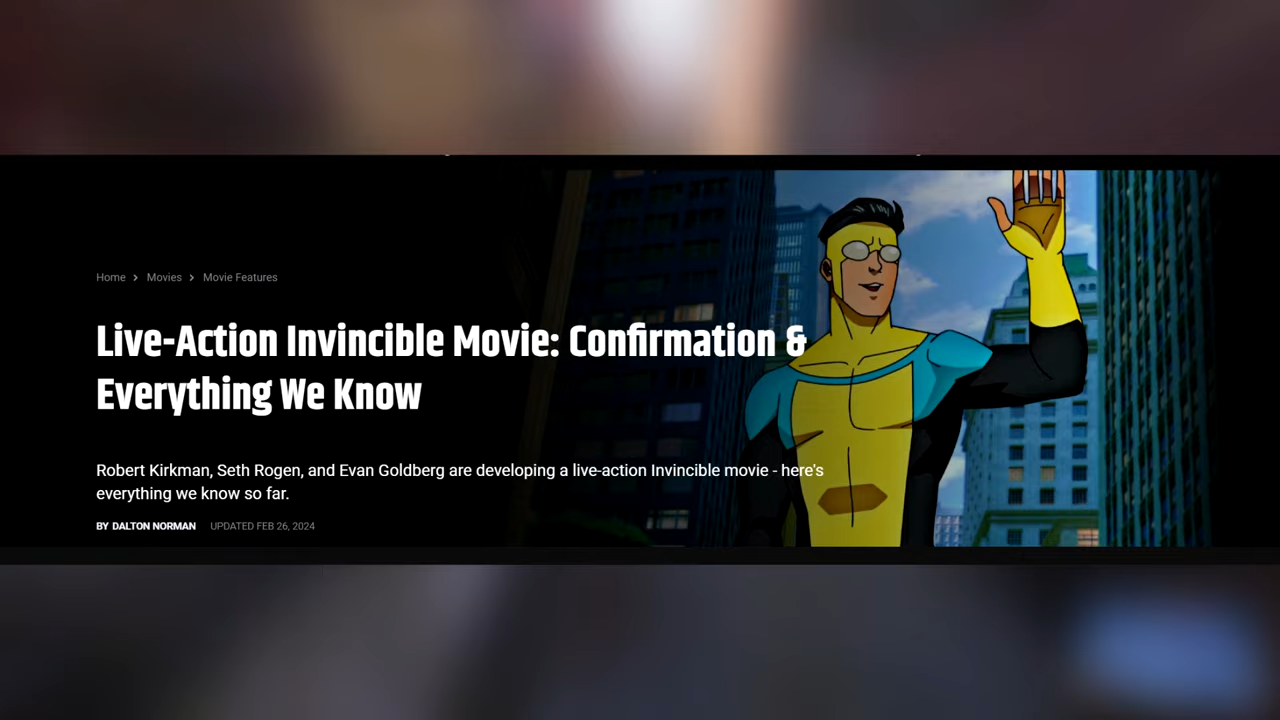 Home > Movies > Movie Features
Live-Action Invincible Movie: Confirmation &
Everything We Know
Robert Kirkman, Seth Rogen, and Evan Goldberg are developing a live-action Invincible movie - here's
everything we know so far.
BY DALTON NORMAN UPDATED FEB 26, 2024